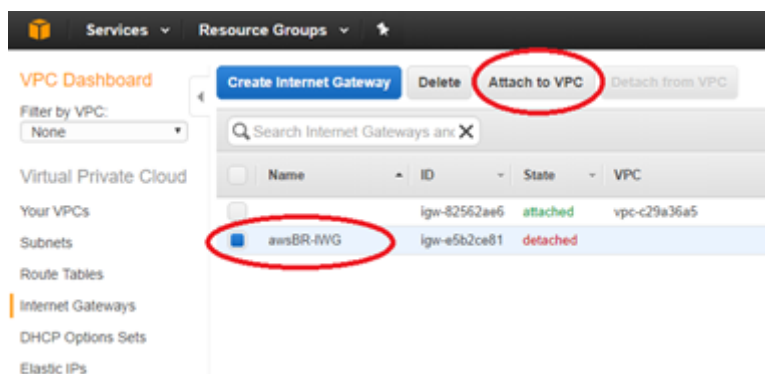 Services Resource Groups
VPC Dashboard
Filter by VPC:
None
Virtual Private Cloud
Your VPCs
Subnets
Route Tables
Internet Gateways
DHCP Options Sets
Elastic IPs
Create Internet Gateway Delete Attach to VPC Detach from VPC
Search Internet Gateways and X
Name ID State VPC
igw-82562ae6 attached vpc-c29a36a5
awsBR-IWG igw-e5b2ce81 detached